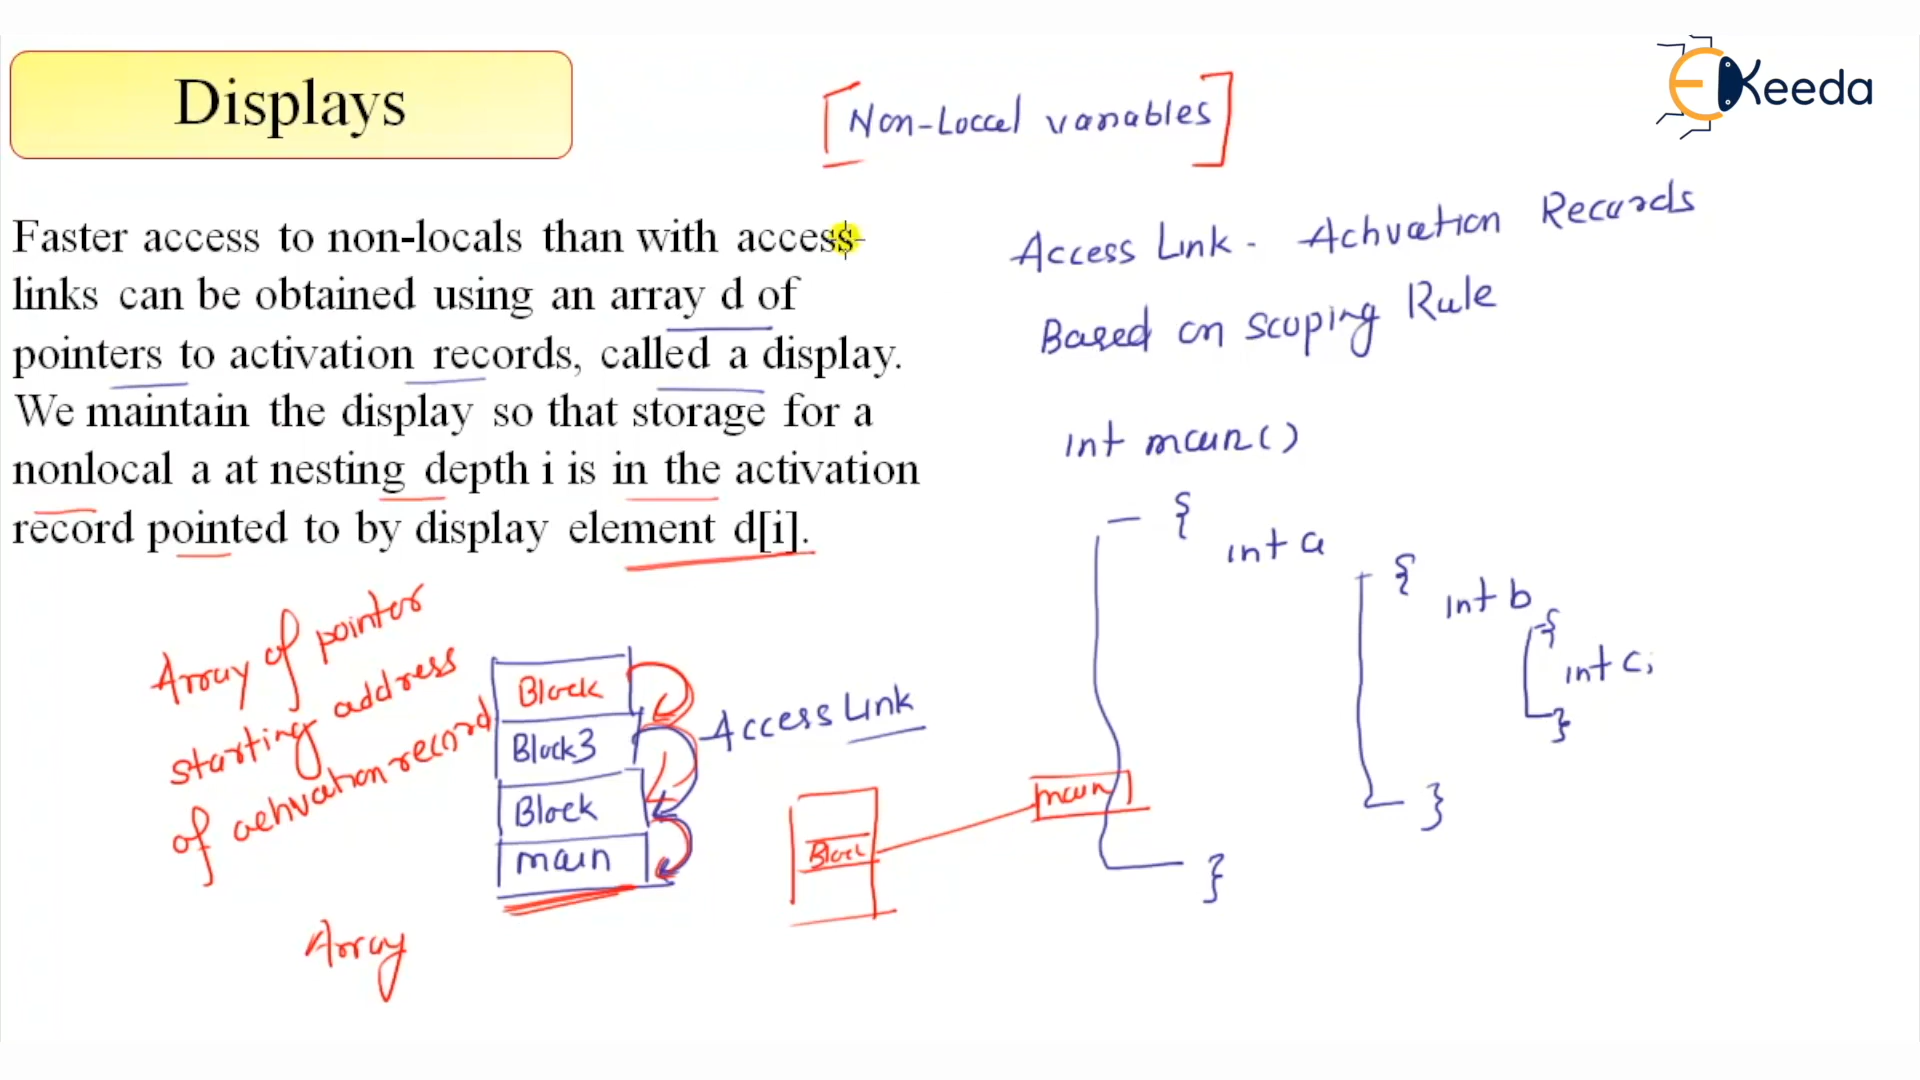 Displays
[Non-Local variables]
EKeeda
Faster access to non-locals than with access
links can be obtained using an array d of
pointers to activation records, called a display.
We maintain the display so that storage for a
nonlocal a at nesting depth i is in the activation
record pointed to by display element d[i].
Access Link - Activation Records
Based on scoping Rule
int main()
{
int a
{
int b
{
int c;
}
}
}
Array of pointer
starting address
of activation record
Array
Block
Block3
Block
main
Access Link
Block
main